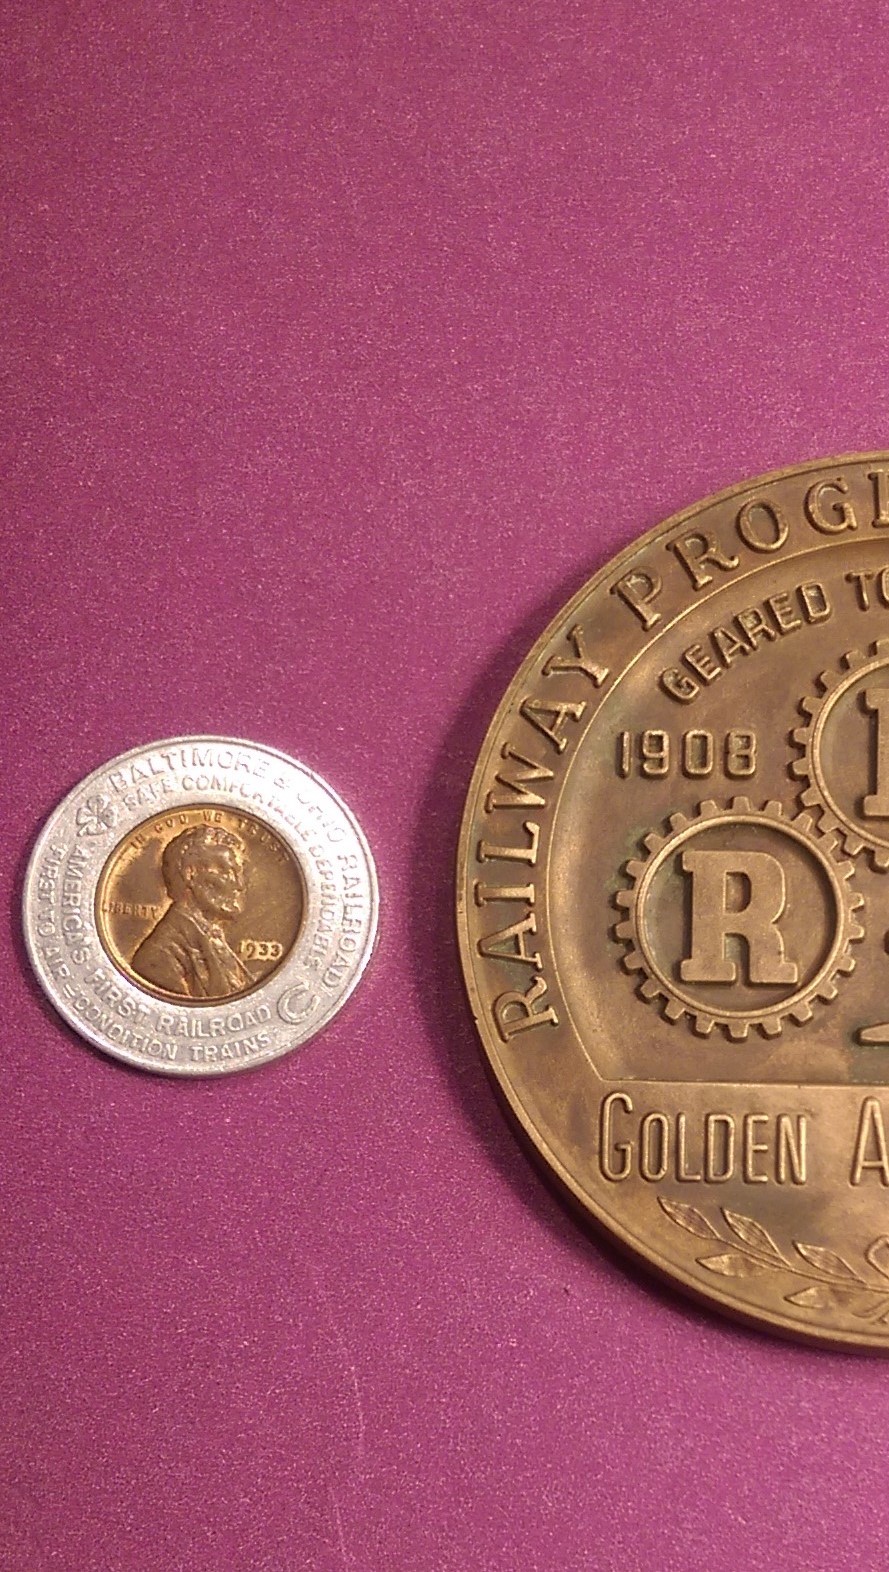 BALTIMORE & OHIO RAILROAD
SAFE COMFORTABLE DEPENDABLE
AMERICA'S FIRST RAILROAD
FIRST TO AIR-CONDITION TRAINS
IN GOD WE TRUST
LIBERTY
1933
RAILWAY PROGR
GEARED TO
1908
R
GOLDEN A